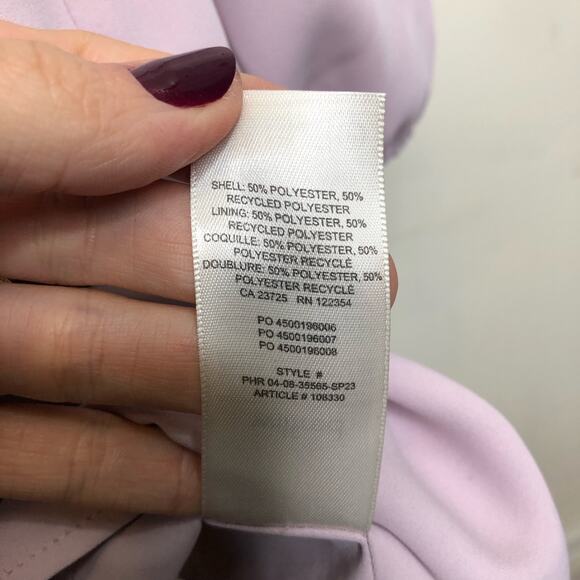 SHELL: 50% POLYESTER, 50%
RECYCLED POLYESTER
LINING: 50% POLYESTER, 50%
RECYCLED POLYESTER
COQUILLE: 50% POLYESTER, 50%
POLYESTER RECYCLÉ
DOUBLURE: 50% POLYESTER, 50%
POLYESTER RECYCLÉ
CA 23725 RN 122354
PO 4500196006
PO 4500196007
PO 4500196008
STYLE #
PHR 04-08-35565-SP23
ARTICLE # 108330